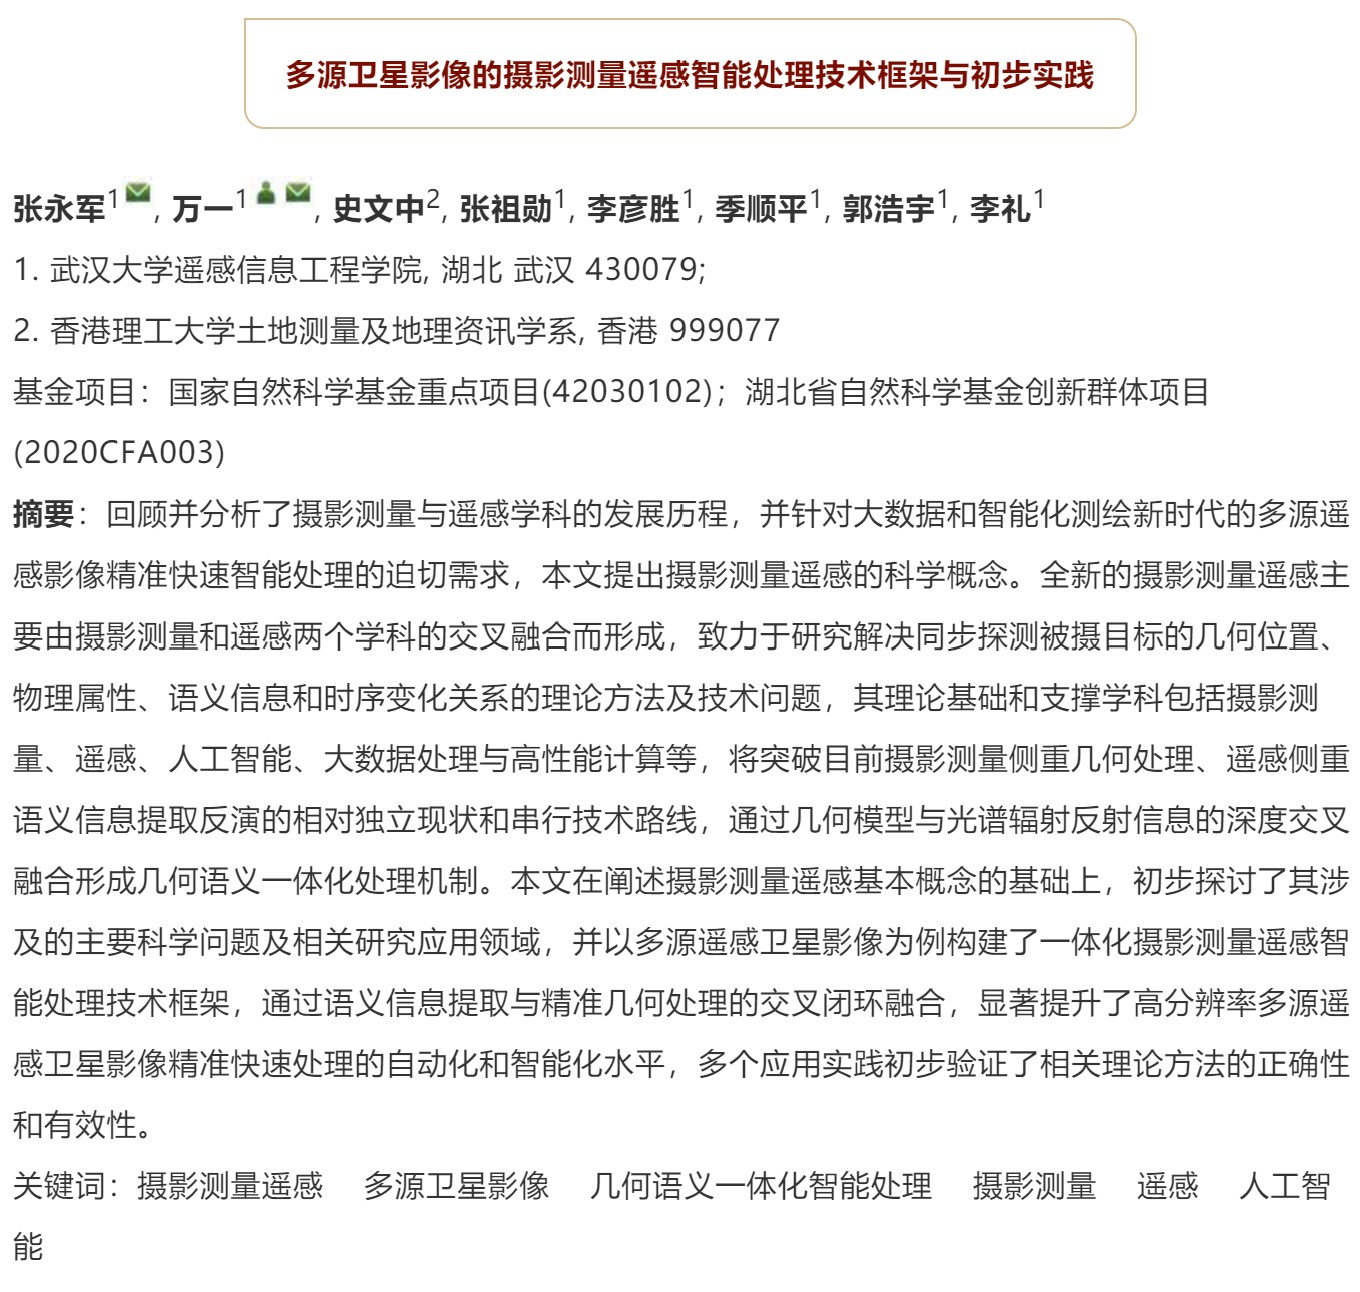 多源卫星影像的摄影测量遥感智能处理技术框架与初步实践
张永军1, 万一1, 史文中2, 张祖勋1, 李彦胜1, 季顺平1, 郭浩宇1, 李礼1
1. 武汉大学遥感信息工程学院, 湖北 武汉 430079;
2. 香港理工大学土地测量及地理资讯学系, 香港 999077
基金项目：国家自然科学基金重点项目(42030102)；湖北省自然科学基金创新群体项目
(2020CFA003)
摘要：回顾并分析了摄影测量与遥感学科的发展历程，并针对大数据和智能化测绘新时代的多源遥
感影像精准快速智能处理的迫切需求，本文提出摄影测量遥感的科学概念。全新的摄影测量遥感主
要由摄影测量和遥感两个学科的交叉融合而形成，致力于研究解决同步探测被摄目标的几何位置、
物理属性、语义信息和时序变化关系的理论方法及技术问题，其理论基础和支撑学科包括摄影测
量、遥感、人工智能、大数据处理与高性能计算等，将突破目前摄影测量侧重几何处理、遥感侧重
语义信息提取反演的相对独立现状和串行技术路线，通过几何模型与光谱辐射反射信息的深度交叉
融合形成几何语义一体化处理机制。本文在阐述摄影测量遥感基本概念的基础上，初步探讨了其涉
及的主要科学问题及相关研究应用领域，并以多源遥感卫星影像为例构建了一体化摄影测量遥感智
能处理技术框架，通过语义信息提取与精准几何处理的交叉闭环融合，显著提升了高分辨率多源遥
感卫星影像精准快速处理的自动化和智能化水平，多个应用实践初步验证了相关理论方法的正确性
和有效性。
关键词：摄影测量遥感 多源卫星影像 几何语义一体化智能处理 摄影测量 遥感 人工智
能